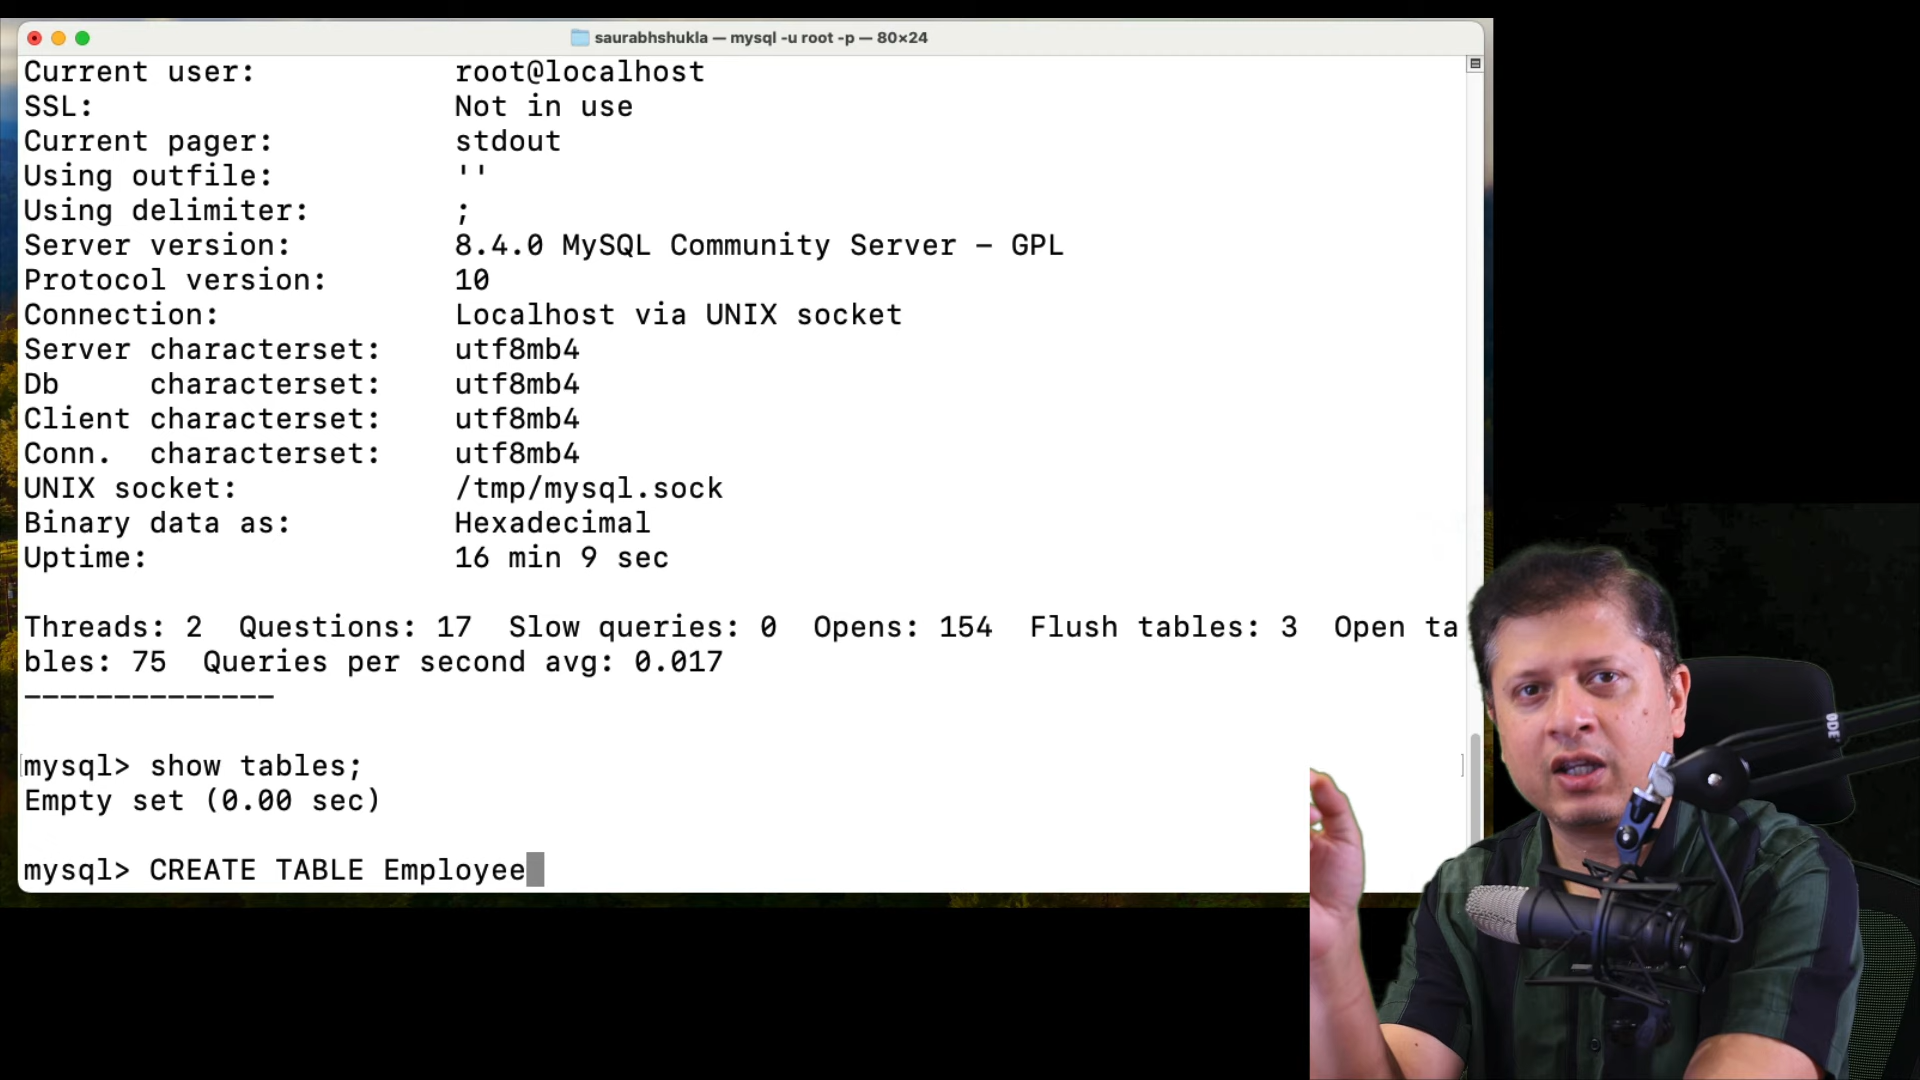 saurabhshukla — mysql -u root -p — 80×24
Current user: root@localhost
SSL: Not in use
Current pager: stdout
Using outfile: ''
Using delimiter: ;
Server version: 8.4.0 MySQL Community Server - GPL
Protocol version: 10
Connection: Localhost via UNIX socket
Server characterset: utf8mb4
Db characterset: utf8mb4
Client characterset: utf8mb4
Conn. characterset: utf8mb4
UNIX socket: /tmp/mysql.sock
Binary data as: Hexadecimal
Uptime: 16 min 9 sec
Threads: 2 Questions: 17 Slow queries: 0 Opens: 154 Flush tables: 3 Open ta
bles: 75 Queries per second avg: 0.017
--------------
mysql> show tables;
Empty set (0.00 sec)
mysql> CREATE TABLE Employee